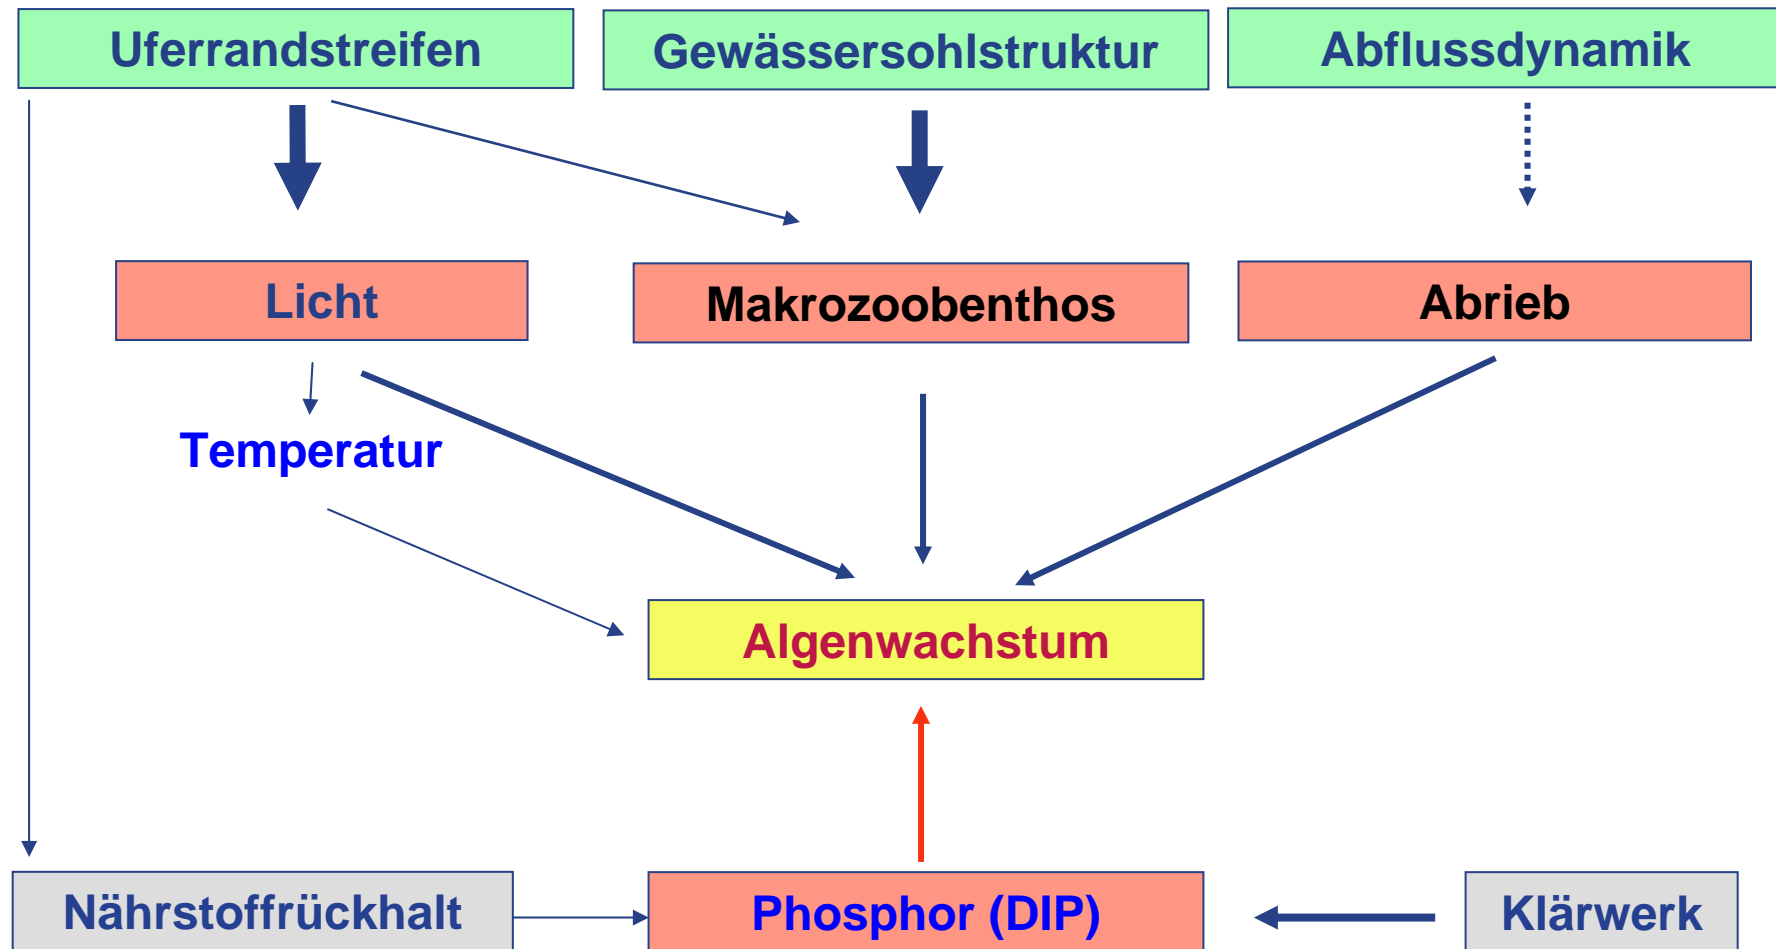 Uferrandstreifen
Gewässersohlstruktur
Abflussdynamik
Licht
Makrozoobenthos
Abrieb
Temperatur
Algenwachstum
Nährstoffrückhalt
Phosphor (DIP)
Klärwerk